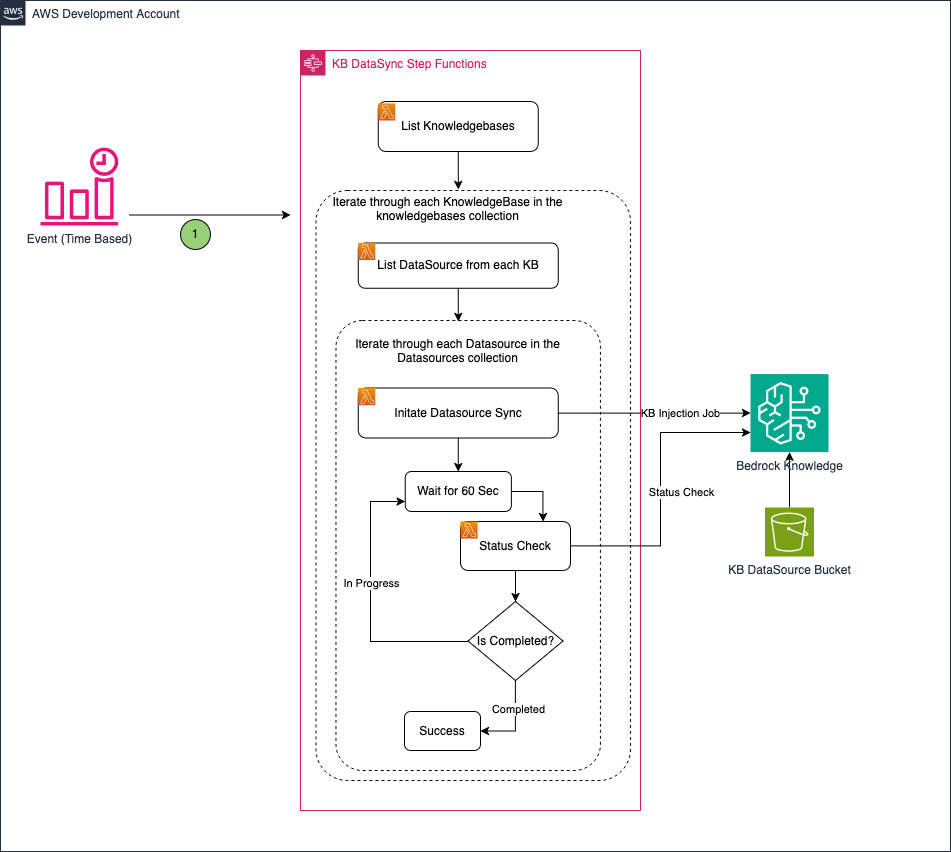 aws
AWS Development Account
KB DataSync Step Functions
List Knowledgebases
Iterate through each KnowledgeBase in the
knowledgebases collection
Event (Time Based)
1
List DataSource from each KB
Iterate through each Datasource in the
Datasources collection
Initate Datasource Sync
KB Injection Job
Bedrock Knowledge
Wait for 60 Sec
Status Check
Status Check
KB DataSource Bucket
In Progress
Is Completed?
Completed
Success